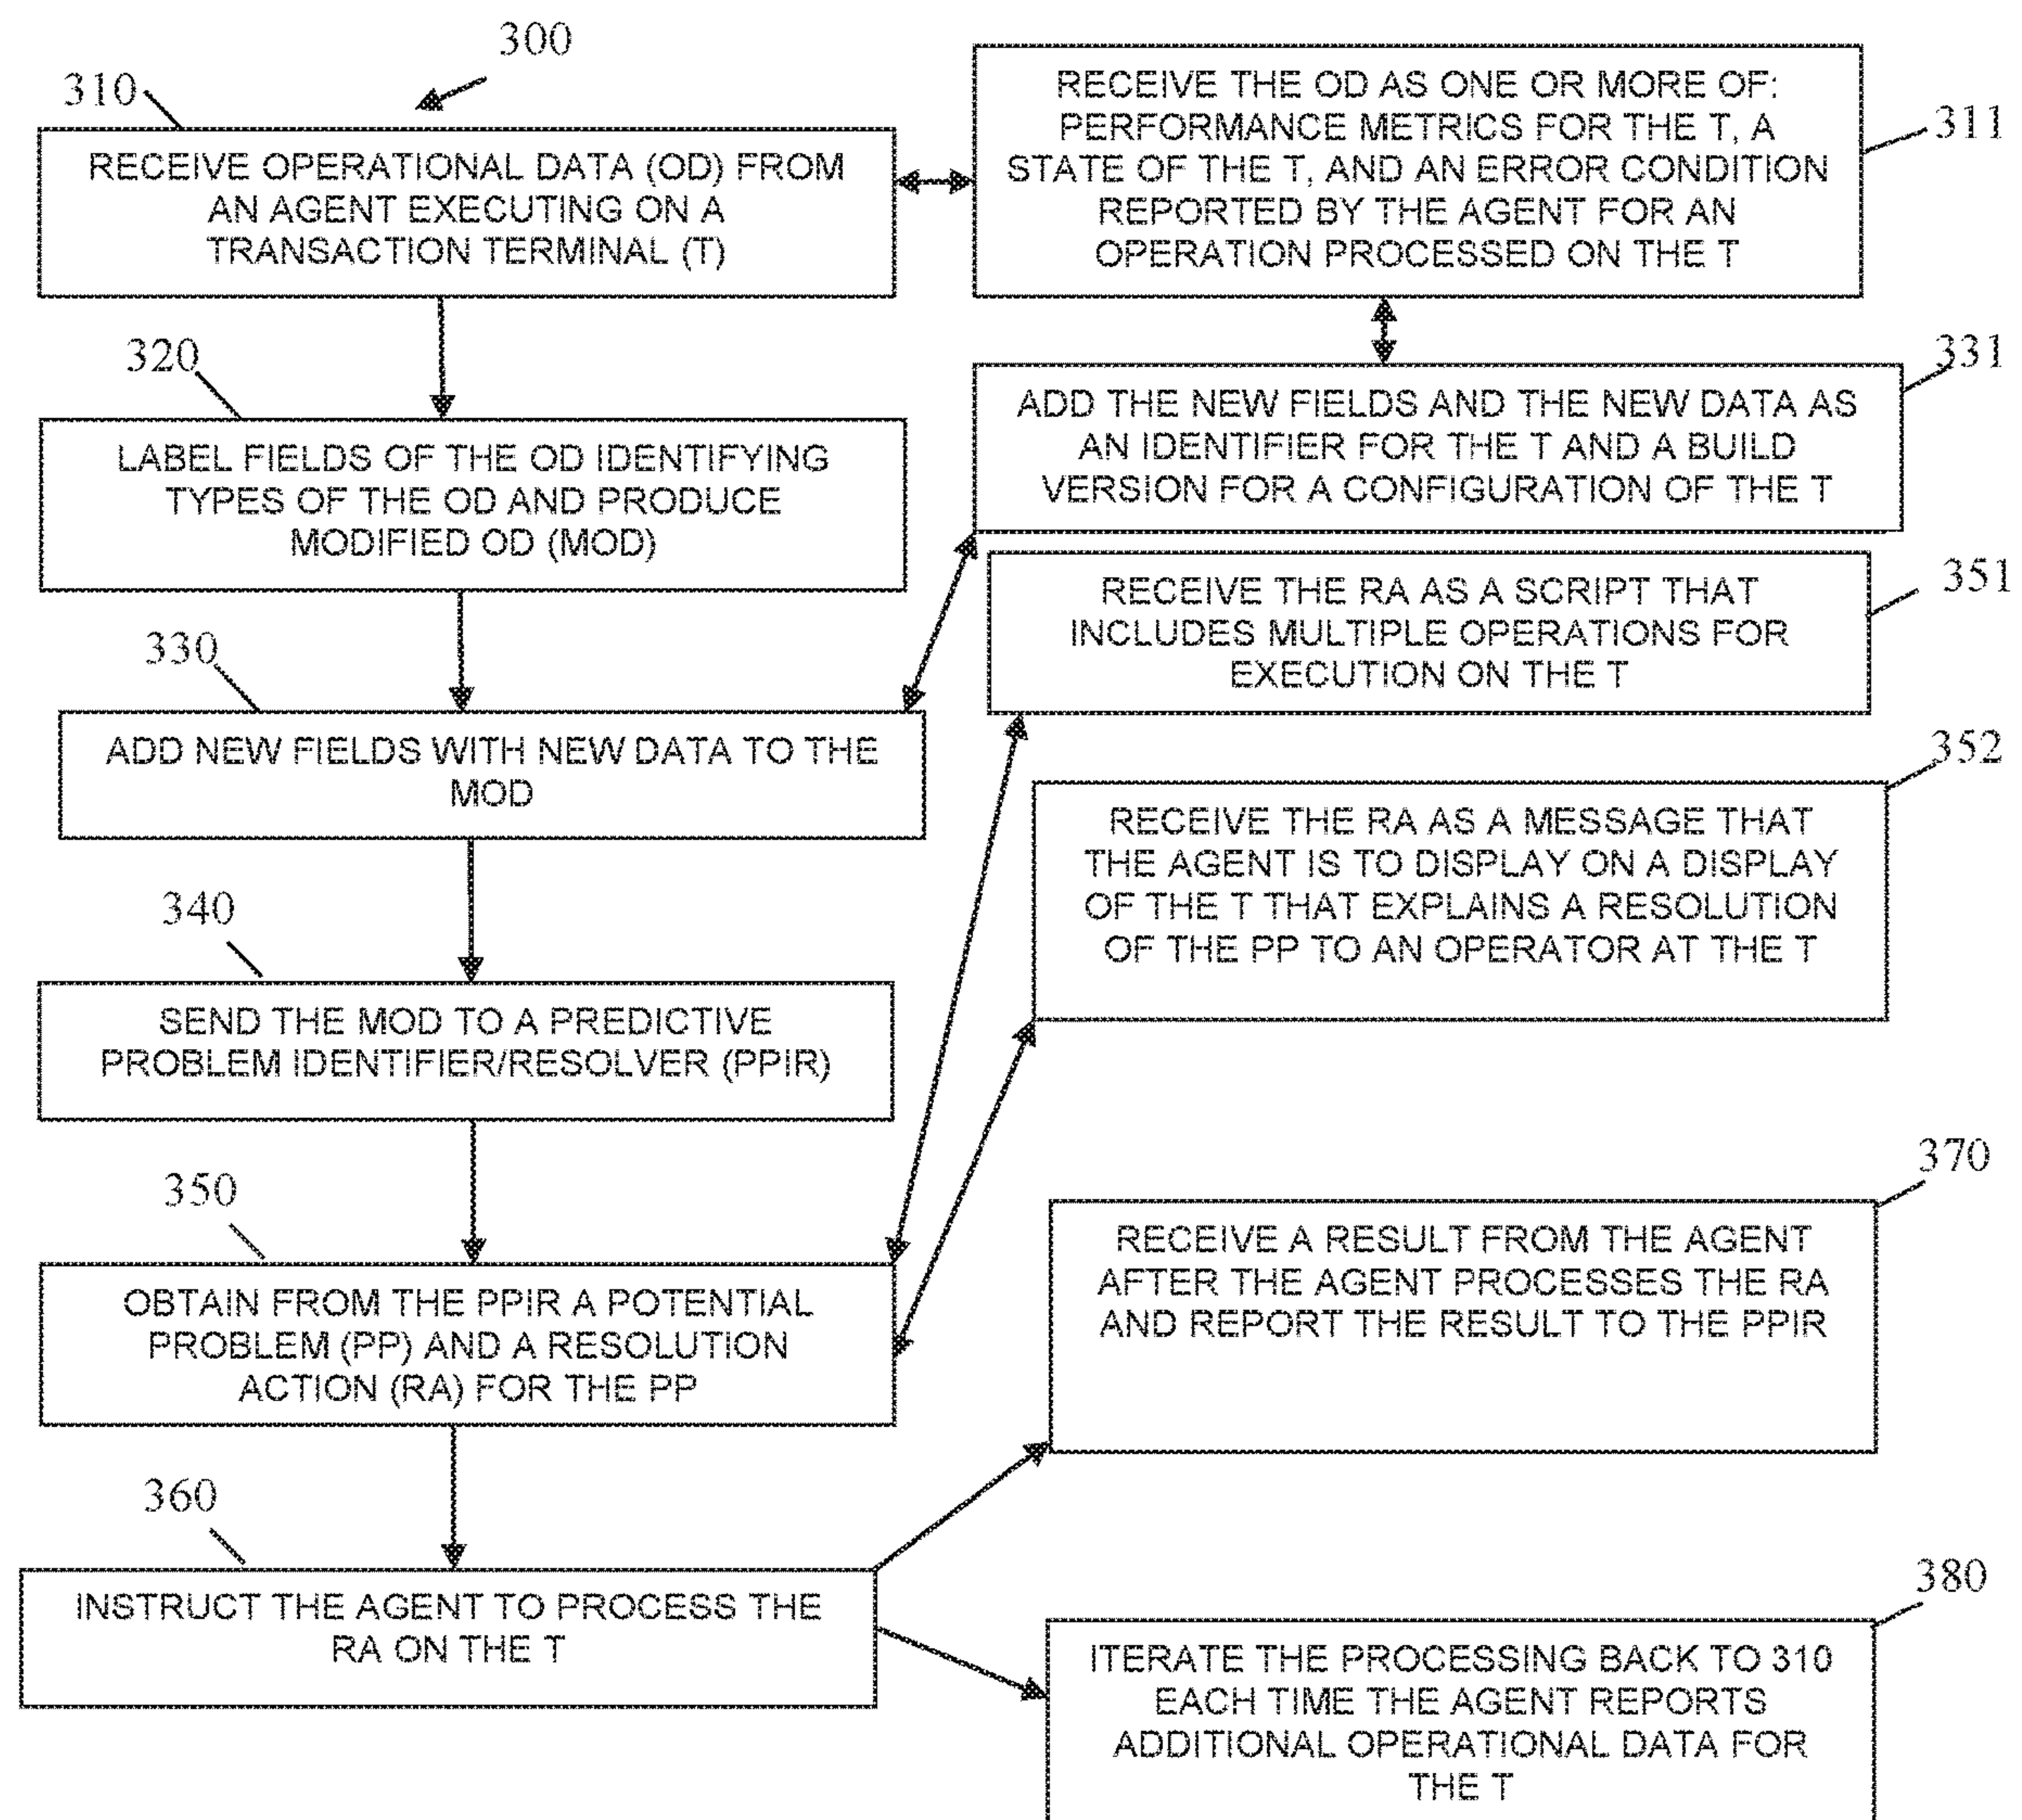 300
310
RECEIVE OPERATIONAL DATA (OD) FROM
AN AGENT EXECUTING ON A
TRANSACTION TERMINAL (T)
RECEIVE THE OD AS ONE OR MORE OF:
PERFORMANCE METRICS FOR THE T, A
STATE OF THE T, AND AN ERROR CONDITION
REPORTED BY THE AGENT FOR AN
OPERATION PROCESSED ON THE T
311
320
LABEL FIELDS OF THE OD IDENTIFYING
TYPES OF THE OD AND PRODUCE
MODIFIED OD (MOD)
331
ADD THE NEW FIELDS AND THE NEW DATA AS
AN IDENTIFIER FOR THE T AND A BUILD
VERSION FOR A CONFIGURATION OF THE T
351
RECEIVE THE RA AS A SCRIPT THAT
INCLUDES MULTIPLE OPERATIONS FOR
EXECUTION ON THE T
330
ADD NEW FIELDS WITH NEW DATA TO THE
MOD
352
RECEIVE THE RA AS A MESSAGE THAT
THE AGENT IS TO DISPLAY ON A DISPLAY
OF THE T THAT EXPLAINS A RESOLUTION
OF THE PP TO AN OPERATOR AT THE T
340
SEND THE MOD TO A PREDICTIVE
PROBLEM IDENTIFIER/RESOLVER (PPIR)
350
OBTAIN FROM THE PPIR A POTENTIAL
PROBLEM (PP) AND A RESOLUTION
ACTION (RA) FOR THE PP
370
RECEIVE A RESULT FROM THE AGENT
AFTER THE AGENT PROCESSES THE RA
AND REPORT THE RESULT TO THE PPIR
360
INSTRUCT THE AGENT TO PROCESS THE
RA ON THE T
380
ITERATE THE PROCESSING BACK TO 310
EACH TIME THE AGENT REPORTS
ADDITIONAL OPERATIONAL DATA FOR
THE T